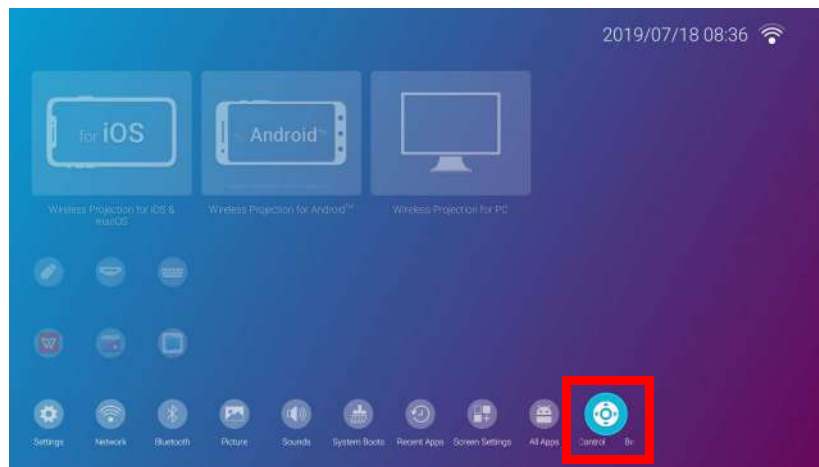 2019/07/18 08:36
for iOS
Android™
Wireless Projection for iOS &
macOS
Wireless Projection for Android™
Wireless Projection for PC
Settings
Network
Bluetooth
Picture
Sounds
System Boots
Recent Apps
Screen Settings
All Apps
Control